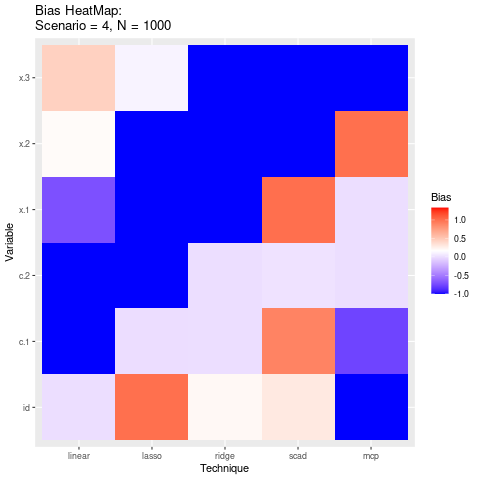 Bias HeatMap:
Scenario = 4, N = 1000
x.3
x.2
x.1
c.2
c.1
id
Variable
linear
lasso
ridge
scad
mcp
Technique
Bias
1.0
0.5
0.0
-0.5
-1.0